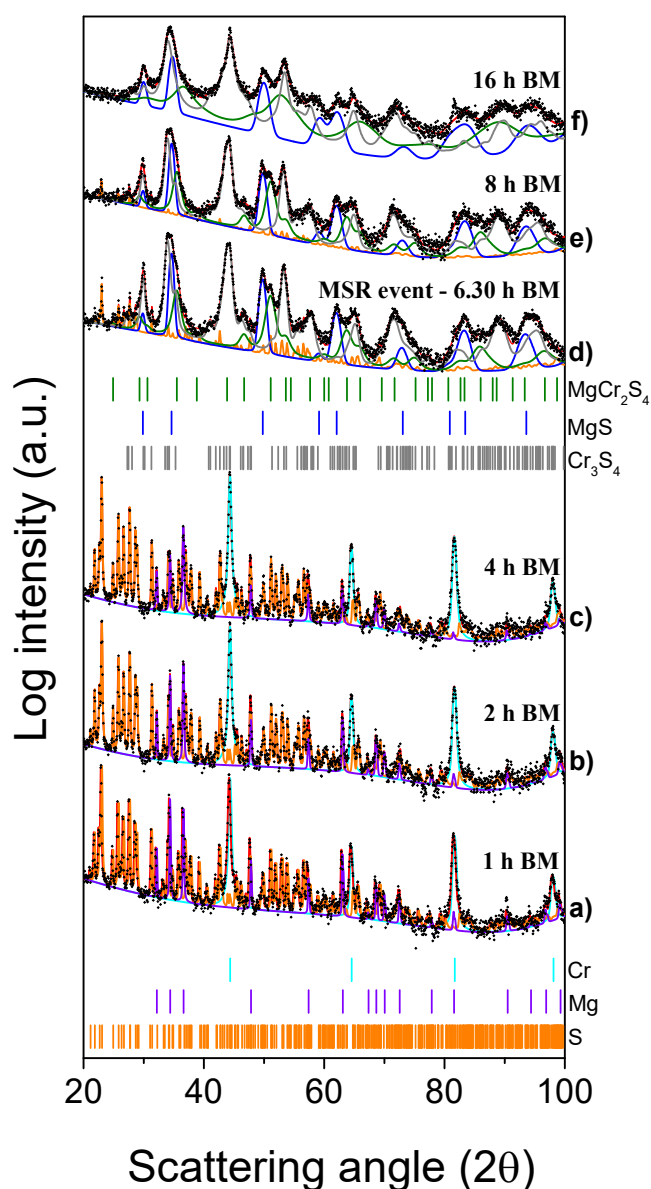 16 h BM
f)
8 h BM
e)
MSR event - 6.30 h BM
d)
MgCr2S4
MgS
Cr3S4
4 h BM
c)
2 h BM
b)
1 h BM
a)
Cr
Mg
S
20 40 60 80 100
Scattering angle (2θ)
Log intensity (a.u.)